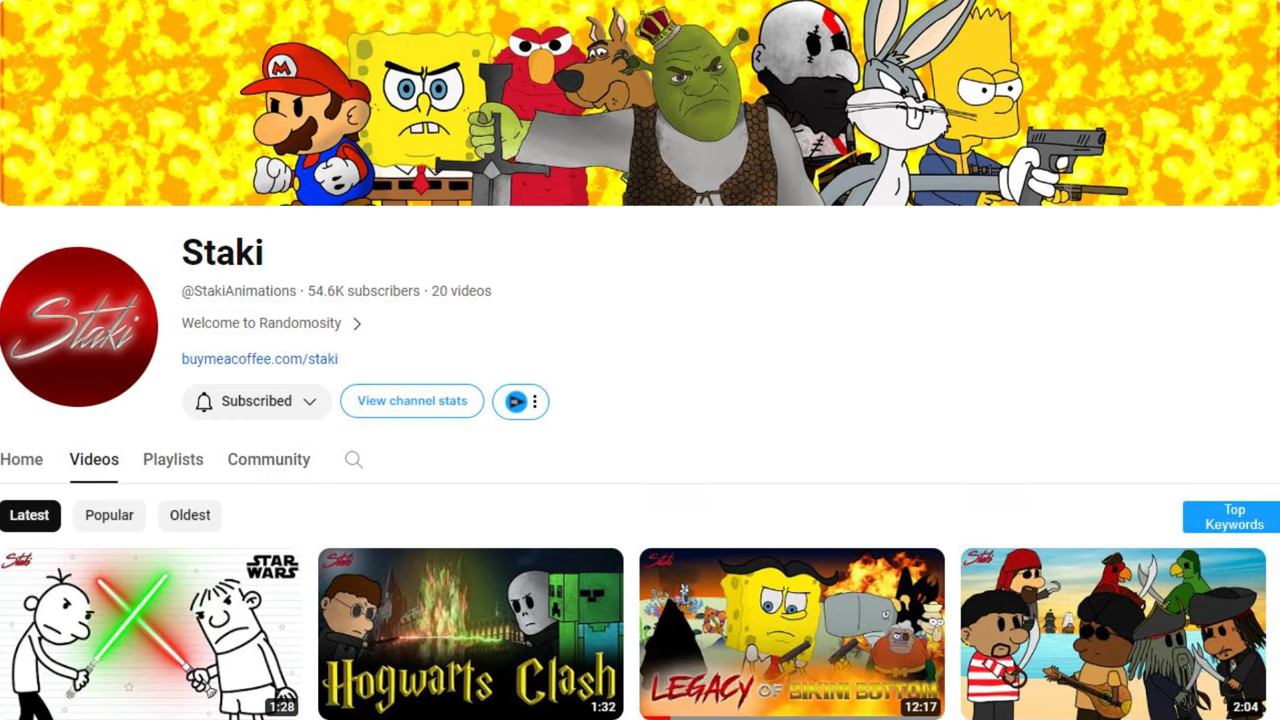 M
Staki
Staki
@StakiAnimations · 54.6K subscribers · 20 videos
Welcome to Randomosity
buymeacoffee.com/staki
Subscribed
View channel stats
Home Videos Playlists Community
Latest Popular Oldest
Top
Keywords
Staki
STAR
WARS
1:28
Staki
Hogwarts Clash
1:32
Staki
LEGACY OF BIKINI BOTTOM
12:17
Staki
2:04